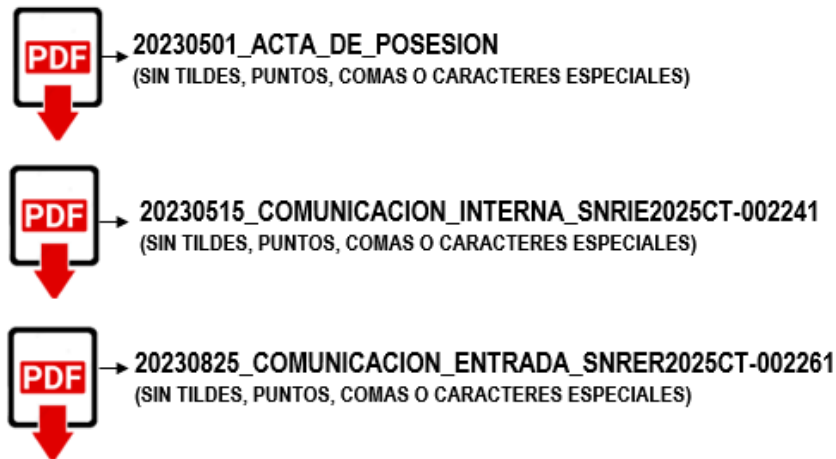 PDF
20230501_ACTA_DE_POSESION
(SIN TILDES, PUNTOS, COMAS O CARACTERES ESPECIALES)
PDF
20230515_COMUNICACION_INTERNA_SNRIE2025CT-002241
(SIN TILDES, PUNTOS, COMAS O CARACTERES ESPECIALES)
PDF
20230825_COMUNICACION_ENTRADA_SNRER2025CT-002261
(SIN TILDES, PUNTOS, COMAS O CARACTERES ESPECIALES)